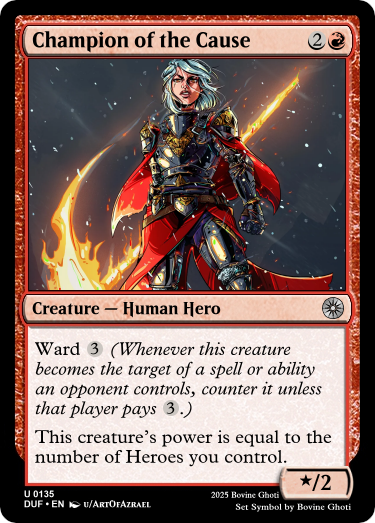 Champion of the Cause 2
Creature — Human Hero
Ward 3 (Whenever this creature
becomes the target of a spell or ability
an opponent controls, counter it unless
that player pays 3.)
This creature's power is equal to the
number of Heroes you control.
★/2
U 0135
DUF • EN u/ArtOfAzrael
2025 Bovine Ghoti
Set Symbol by Bovine Ghoti